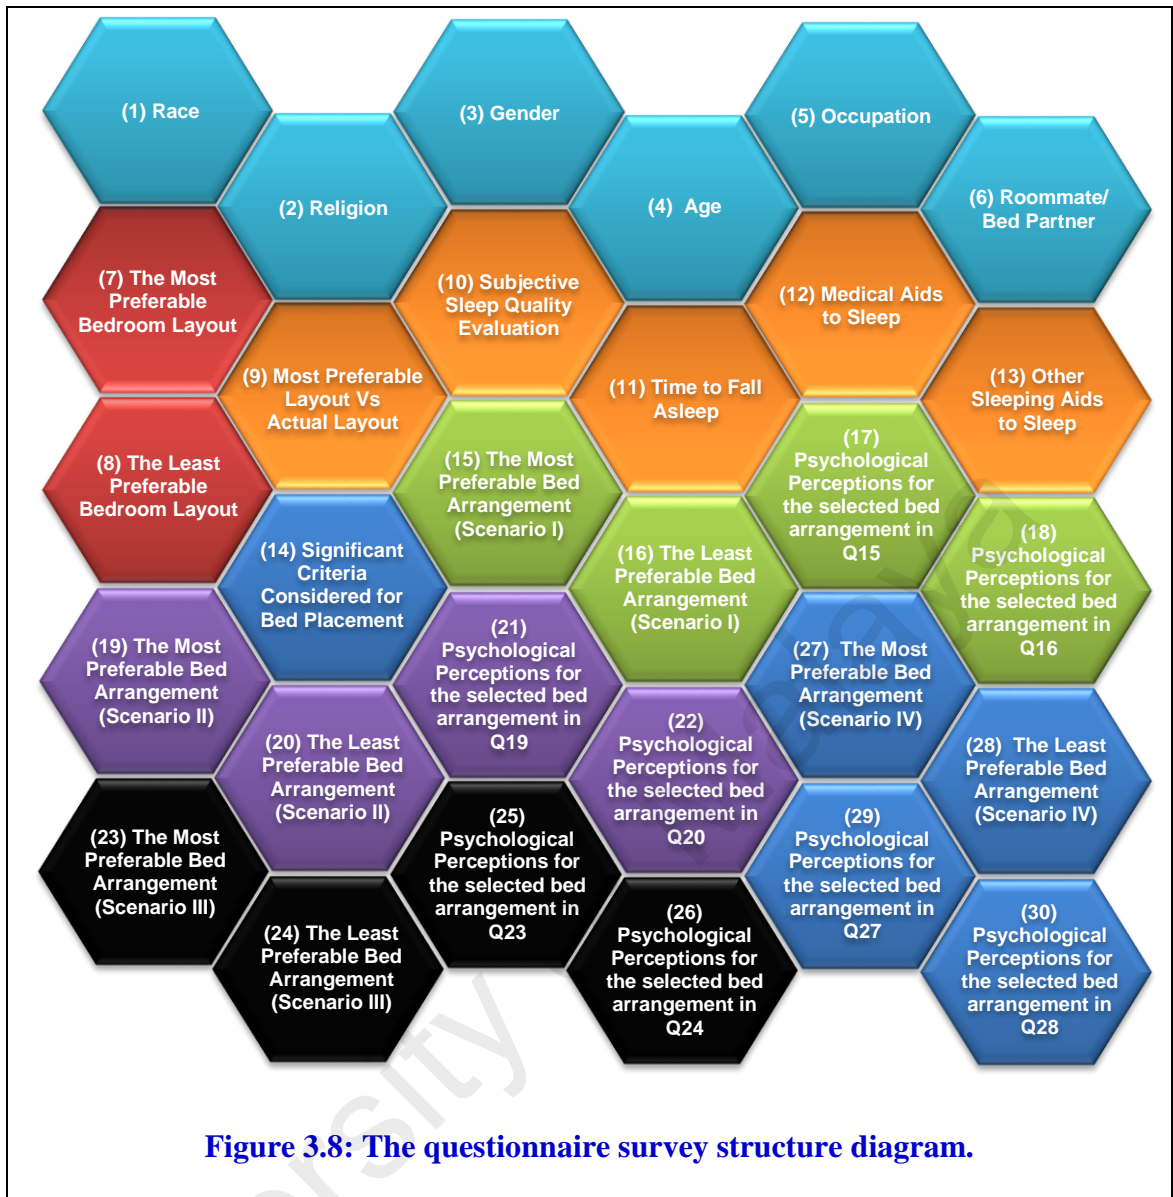 (1) Race
(2) Religion
(3) Gender
(4) Age
(5) Occupation
(6) Roommate/
Bed Partner
(7) The Most
Preferable
Bedroom Layout
(8) The Least
Preferable
Bedroom Layout
(9) Most Preferable
Layout Vs
Actual Layout
(10) Subjective
Sleep Quality
Evaluation
(11) Time to Fall
Asleep
(12) Medical Aids
to Sleep
(13) Other
Sleeping Aids
to Sleep
(14) Significant
Criteria
Considered for
Bed Placement
(15) The Most
Preferable Bed
Arrangement
(Scenario I)
(16) The Least
Preferable Bed
Arrangement
(Scenario I)
(17)
Psychological
Perceptions for
the selected bed
arrangement in
Q15
(18)
Psychological
Perceptions for
the selected bed
arrangement in
Q16
(19) The Most
Preferable Bed
Arrangement
(Scenario II)
(20) The Least
Preferable Bed
Arrangement
(Scenario II)
(21)
Psychological
Perceptions for
the selected bed
arrangement in
Q19
(22)
Psychological
Perceptions for
the selected bed
arrangement in
Q20
(23) The Most
Preferable Bed
Arrangement
(Scenario III)
(24) The Least
Preferable Bed
Arrangement
(Scenario III)
(25)
Psychological
Perceptions for
the selected bed
arrangement in
Q23
(26)
Psychological
Perceptions for
the selected bed
arrangement in
Q24
(27) The Most
Preferable Bed
Arrangement
(Scenario IV)
(28) The Least
Preferable Bed
Arrangement
(Scenario IV)
(29)
Psychological
Perceptions for
the selected bed
arrangement in
Q27
(30)
Psychological
Perceptions for
the selected bed
arrangement in
Q28
Figure 3.8: The questionnaire survey structure diagram.